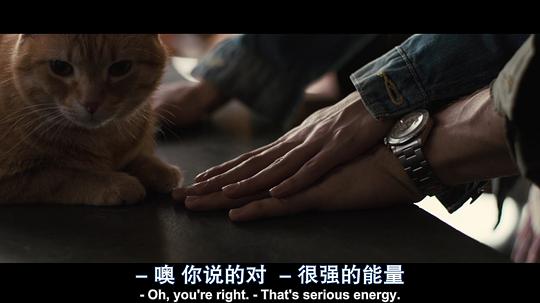 – 噢 你说的对  – 很强的能量
- Oh, you're right. - That's serious energy.